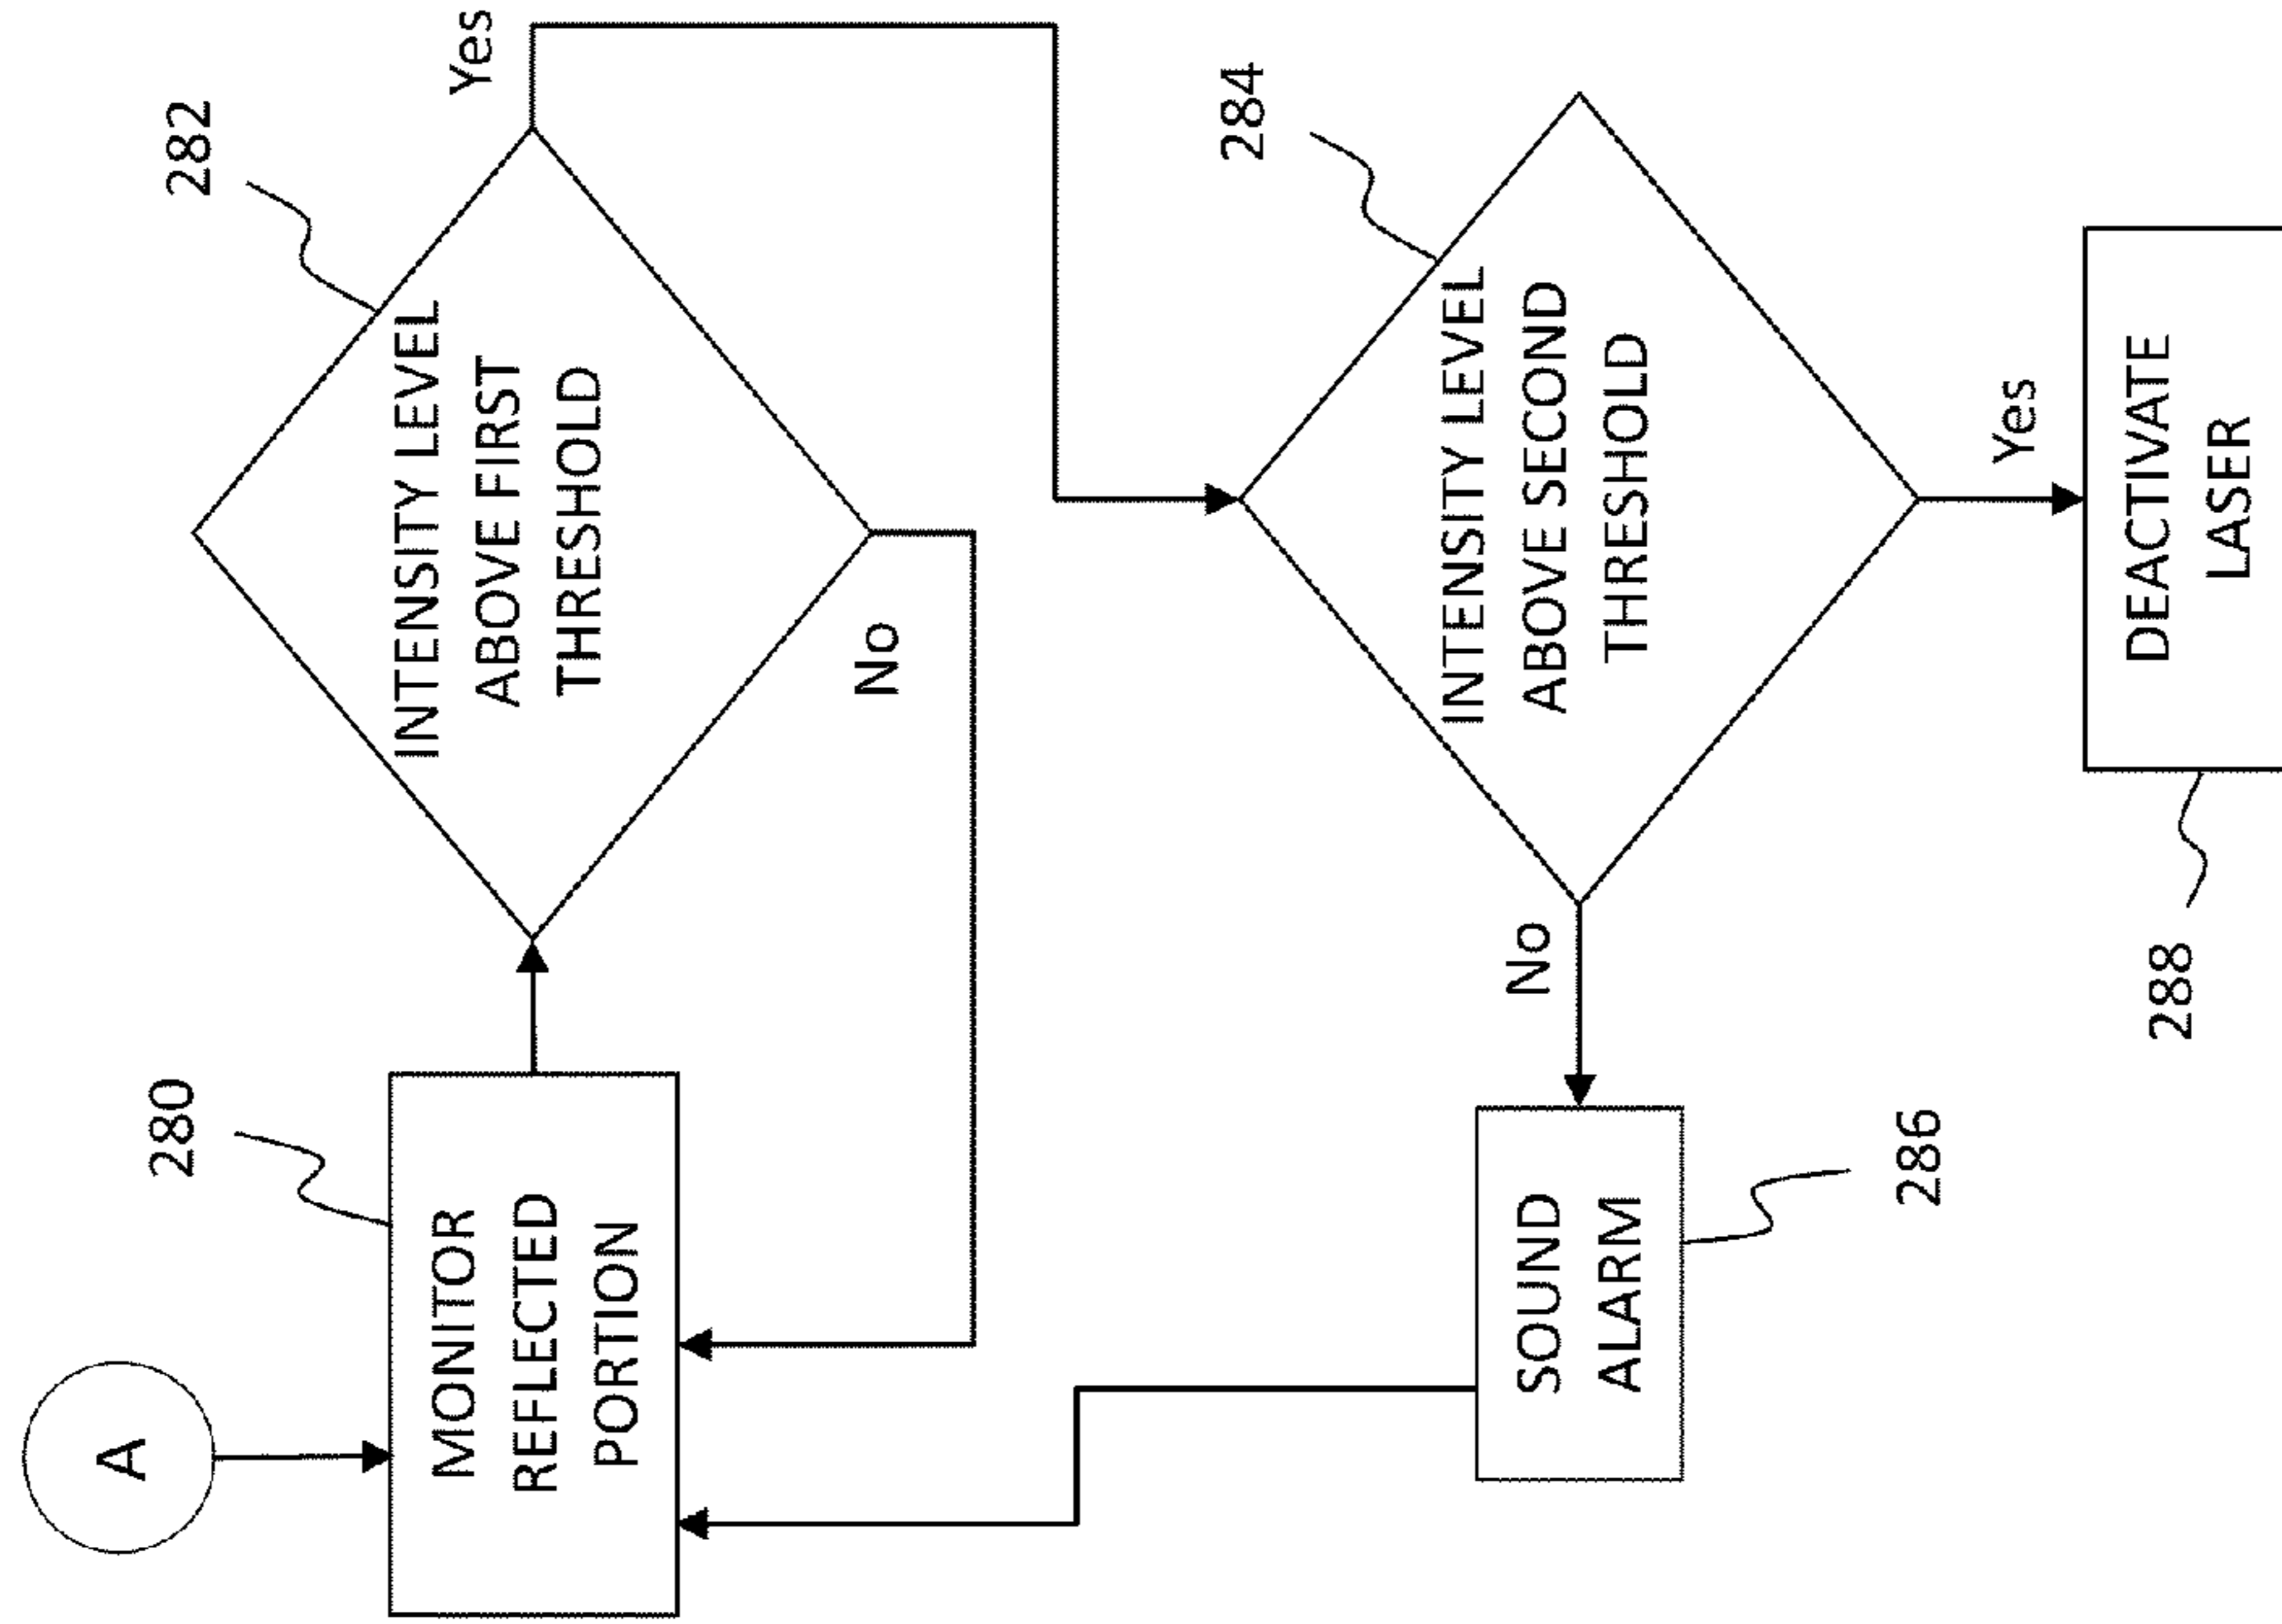 A
280
MONITOR
REFLECTED
PORTION
282
INTENSITY LEVEL
ABOVE FIRST
THRESHOLD
Yes
No
284
INTENSITY LEVEL
ABOVE SECOND
THRESHOLD
No
Yes
SOUND
ALARM
286
288
DEACTIVATE
LASER